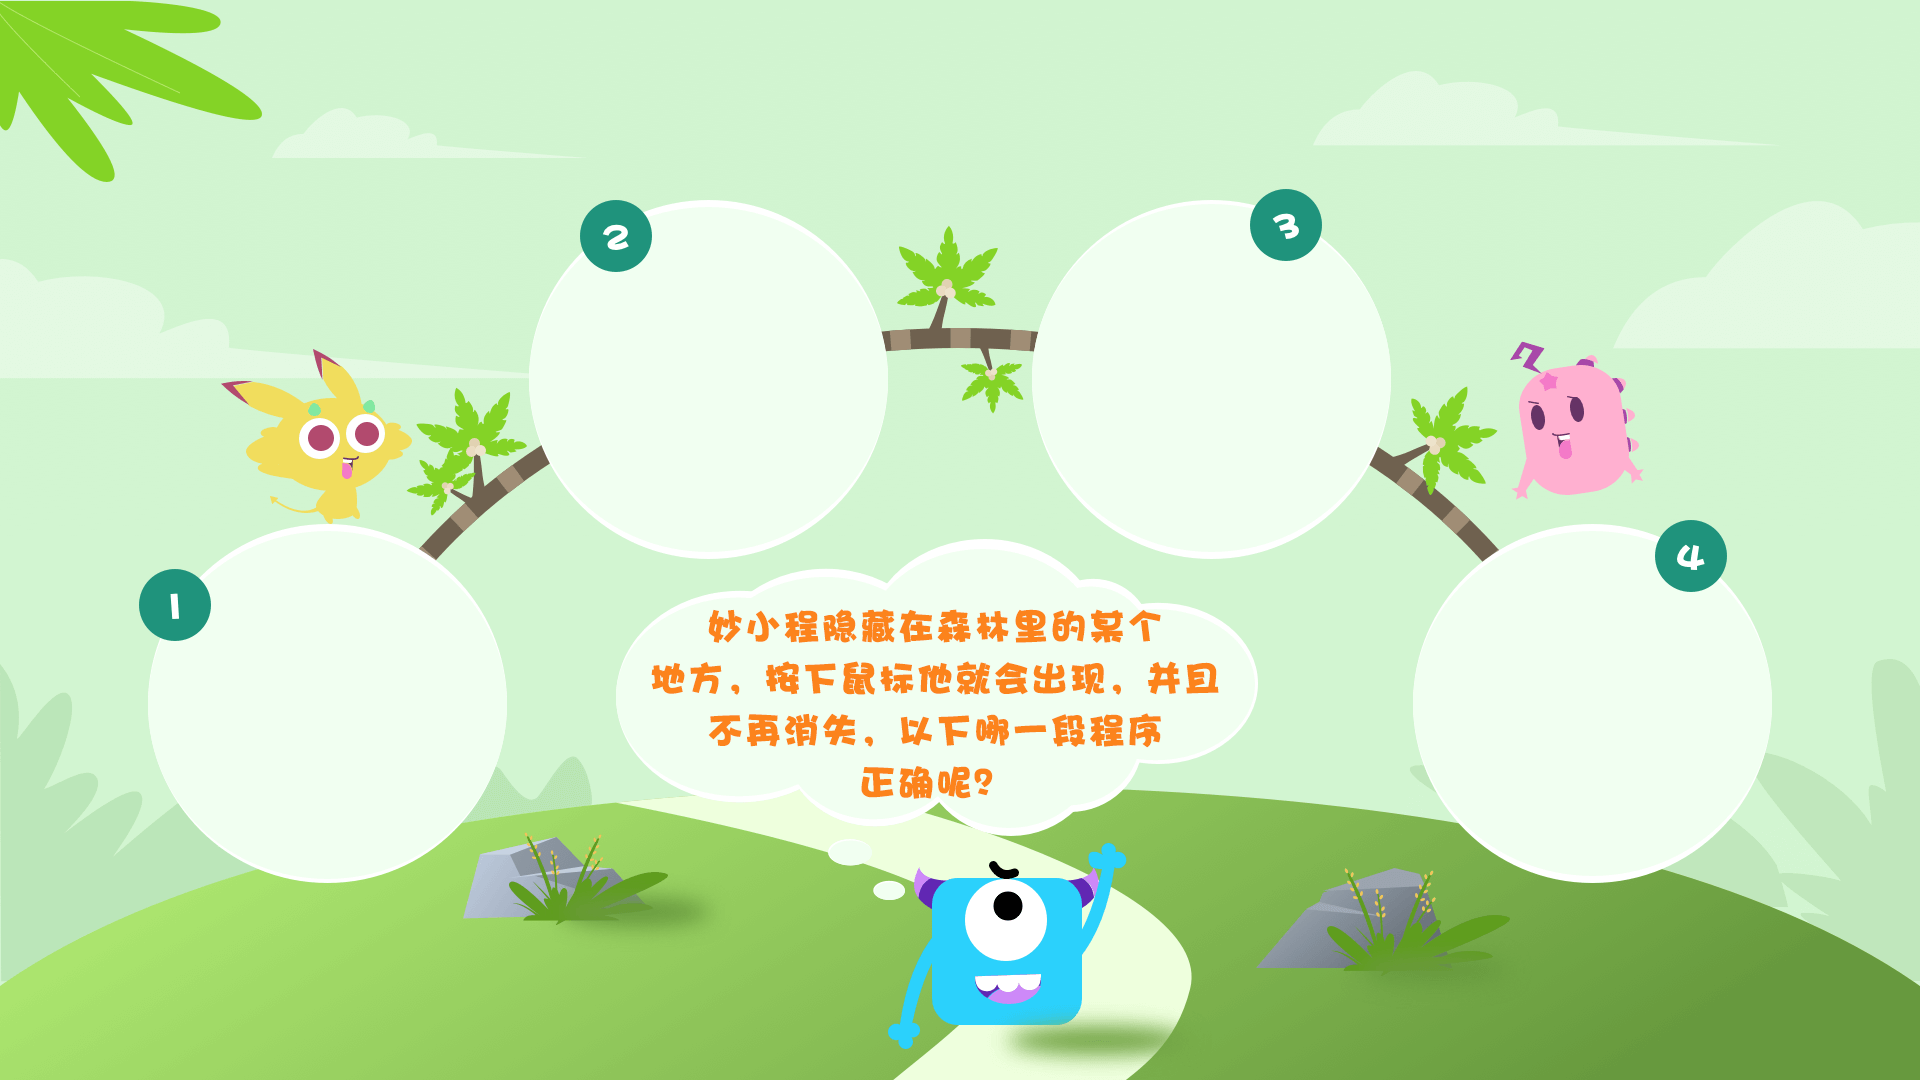 2
3
4
1
妙小程隐藏在森林里的某个
地方，按下鼠标他就会出现，并且
不再消失，以下哪一段程序
正确呢？